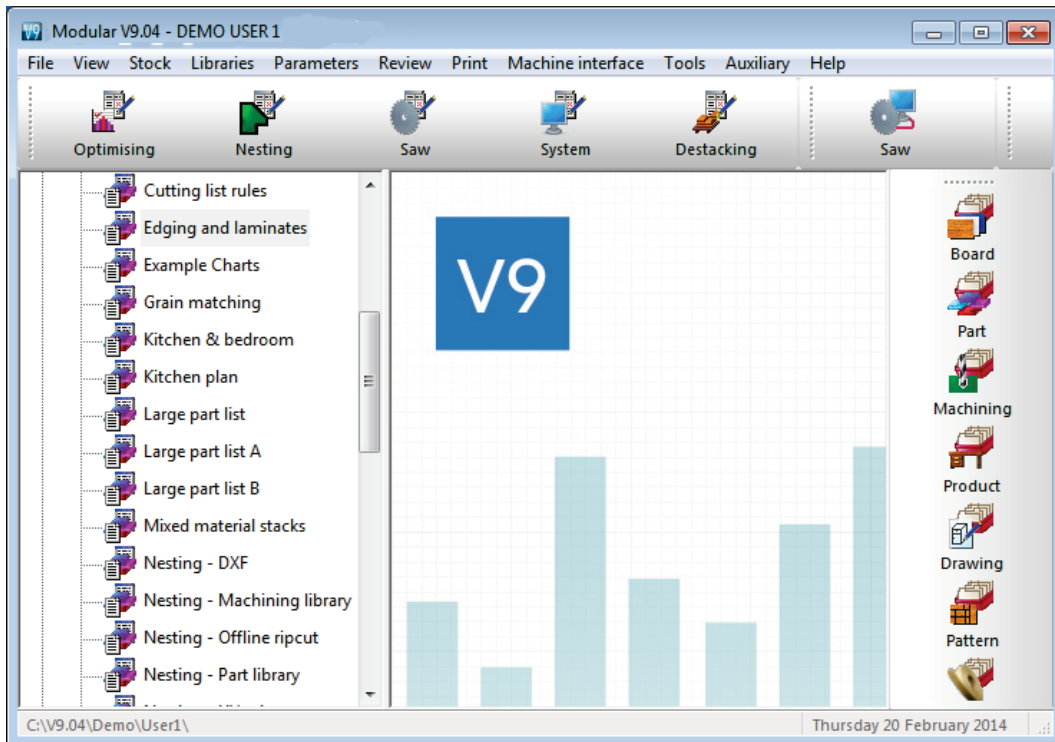 V9 Modular V9.04 - DEMO USER 1
File View Stock Libraries Parameters Review Print Machine interface Tools Auxiliary Help
Optimising Nesting Saw System Destacking Saw
Cutting list rules
Edging and laminates
Example Charts
Grain matching
Kitchen & bedroom
Kitchen plan
Large part list
Large part list A
Large part list B
Mixed material stacks
Nesting - DXF
Nesting - Machining library
Nesting - Offline ripcut
Nesting - Part library
V9
Board
Part
Machining
Product
Drawing
Pattern
C:\V9.04\Demo\User1\
Thursday 20 February 2014